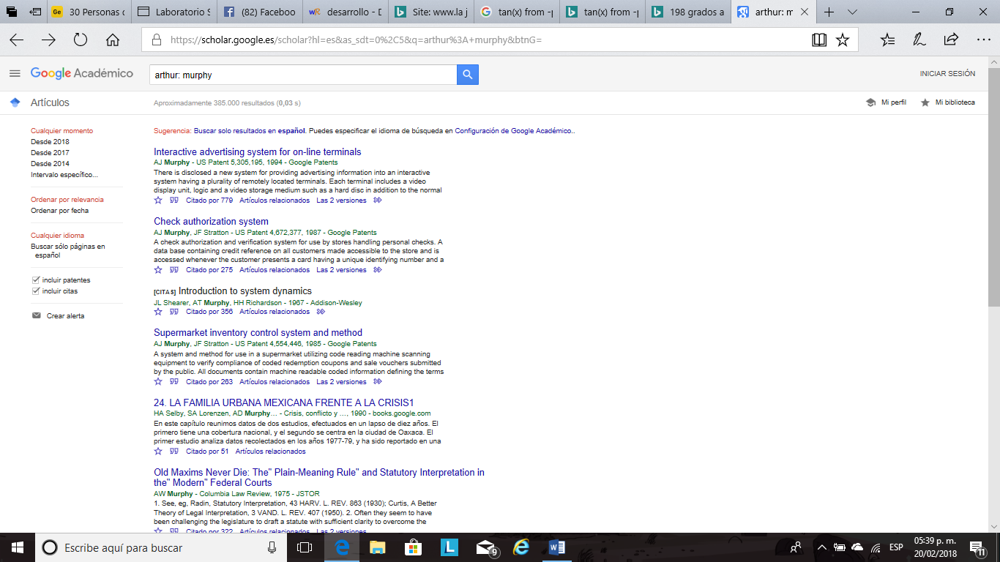 30 Personas c
Laboratorio S
(82) Faceboo
desarrollo - D
Site: www.la j
tan(x) from -p
tan(x) from -p
198 grados a
arthur: m
https://scholar.google.es/scholar?hl=es&as_sdt=0%2C5&q=arthur%3A+murphy&btnG=
Google Académico
arthur: murphy
INICIAR SESIÓN
Artículos
Aproximadamente 385.000 resultados (0,03 s)
Mi perfil
Mi biblioteca
Cualquier momento
Desde 2018
Desde 2017
Desde 2014
Intervalo específico...
Ordenar por relevancia
Ordenar por fecha
Cualquier idioma
Buscar sólo páginas en
español
incluir patentes
incluir citas
Crear alerta
Sugerencia: Buscar solo resultados en español. Puedes especificar el idioma de búsqueda en Configuración de Google Académico..
Interactive advertising system for on-line terminals
AJ Murphy - US Patent 5,305,195, 1994 - Google Patents
There is disclosed a new system for providing advertising information into an interactive
system having a plurality of remotely located terminals. Each terminal includes a video
display unit, logic and a video storage medium such as a hard disc in addition to the normal
Citado por 779 Artículos relacionados Las 2 versiones
Check authorization system
AJ Murphy, JF Stratton - US Patent 4,672,377, 1987 - Google Patents
A check authorization and verification system for use by stores handling personal checks. A
data base containing credit reference on all customers made accessible to the store and is
accessed whenever the customer presents a card having a unique identifying number and a
Citado por 275 Artículos relacionados Las 2 versiones
[CITAS] Introduction to system dynamics
JL Shearer, AT Murphy, HH Richardson - 1967 - Addison-Wesley
Citado por 356 Artículos relacionados
Supermarket inventory control system and method
AJ Murphy, JF Stratton - US Patent 4,554,446, 1985 - Google Patents
A system and method for use in a supermarket utilizing code reading machine scanning
equipment to verify compliance of coded redemption coupons and sale vouchers submitted
by the public. All documents contain machine readable coded information defining the terms
Citado por 263 Artículos relacionados Las 2 versiones
24. LA FAMILIA URBANA MEXICANA FRENTE A LA CRISIS1
HA Selby, SA Lorenzen, AD Murphy… - Crisis, conflicto y …, 1990 - books.google.com
En este capítulo reunimos datos de dos estudios, efectuados en un lapso de diez años. El
primero tiene una cobertura nacional, y el segundo se centra en la ciudad de Oaxaca. El
primer estudio analiza datos recolectados en los años 1977-79, y ha sido reportado en una
Citado por 51 Artículos relacionados
Old Maxims Never Die: The" Plain-Meaning Rule" and Statutory Interpretation in
the" Modern" Federal Courts
AW Murphy - Columbia Law Review, 1975 - JSTOR
1. See, eg, Radin, Statutory Interpretation, 43 HARV. L. REV. 863 (1930); Curtis, A Better
Theory of Legal Interpretation, 3 VAND. L. REV. 407 (1950). 2. Often they seem to have
been challenging the legislature to draft a statute with sufficient clarity to overcome the
Citado por 322 Artículos relacionados Las 2 versiones
Escribe aquí para buscar
9
ESP
05:39 p. m.
20/02/2018
11